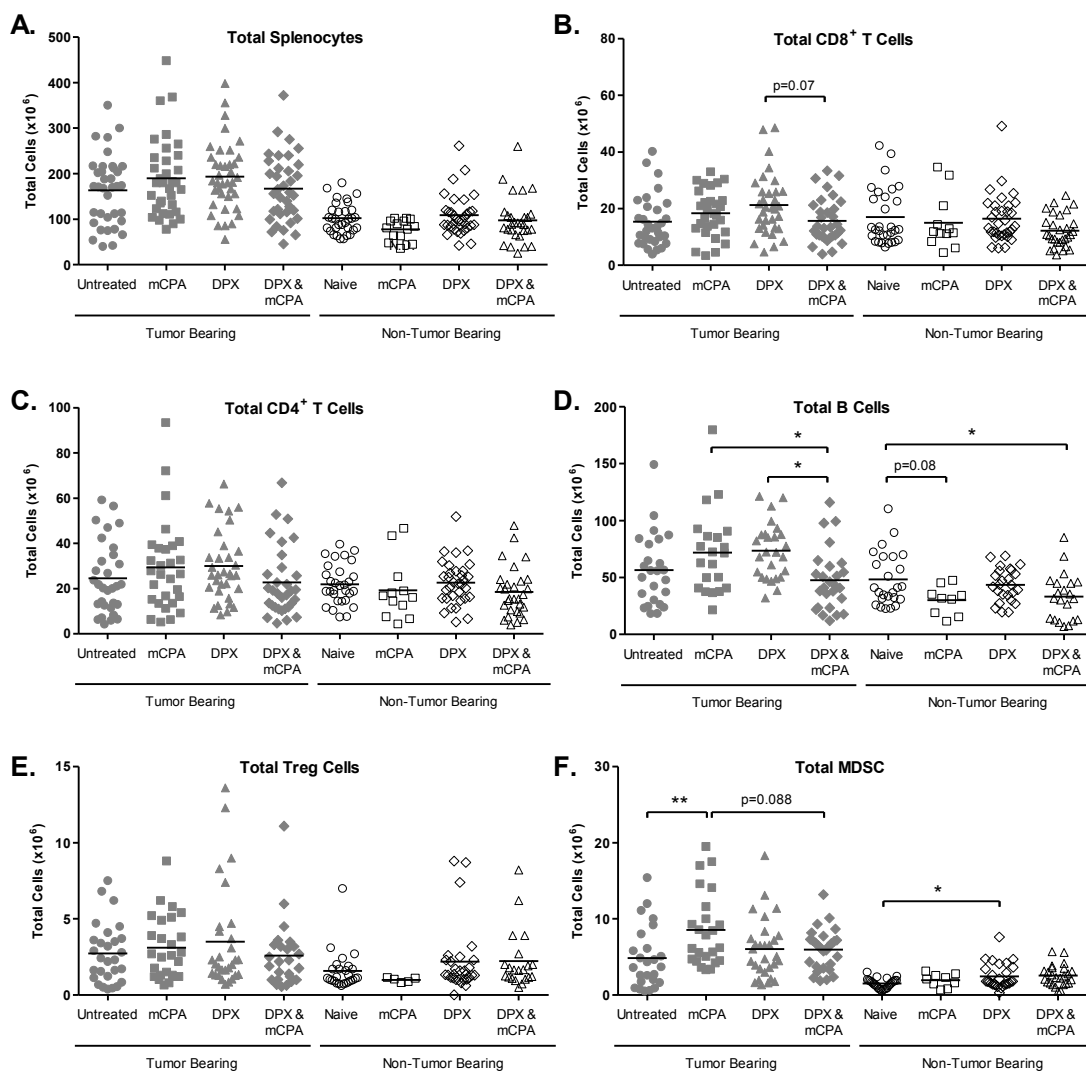 A.
Total Splenocytes
Total Cells (x10⁶)
500
400
300
200
100
0
Untreated mCPA DPX DPX & mCPA Naive mCPA DPX DPX & mCPA
Tumor Bearing Non-Tumor Bearing
B.
Total CD8⁺ T Cells
Total Cells (x10⁶)
80
60
40
20
0
p=0.07
Untreated mCPA DPX DPX & mCPA Naive mCPA DPX DPX & mCPA
Tumor Bearing Non-Tumor Bearing
C.
Total CD4⁺ T Cells
Total Cells (x10⁶)
100
80
60
40
20
0
Untreated mCPA DPX DPX & mCPA Naive mCPA DPX DPX & mCPA
Tumor Bearing Non-Tumor Bearing
D.
Total B Cells
Total Cells (x10⁶)
200
150
100
50
0
* *
* p=0.08
Untreated mCPA DPX DPX & mCPA Naive mCPA DPX DPX & mCPA
Tumor Bearing Non-Tumor Bearing
E.
Total Treg Cells
Total Cells (x10⁶)
15
10
5
0
Untreated mCPA DPX DPX & mCPA Naive mCPA DPX DPX & mCPA
Tumor Bearing Non-Tumor Bearing
F.
Total MDSC
Total Cells (x10⁶)
30
20
10
0
** p=0.088
*
Untreated mCPA DPX DPX & mCPA Naive mCPA DPX DPX & mCPA
Tumor Bearing Non-Tumor Bearing